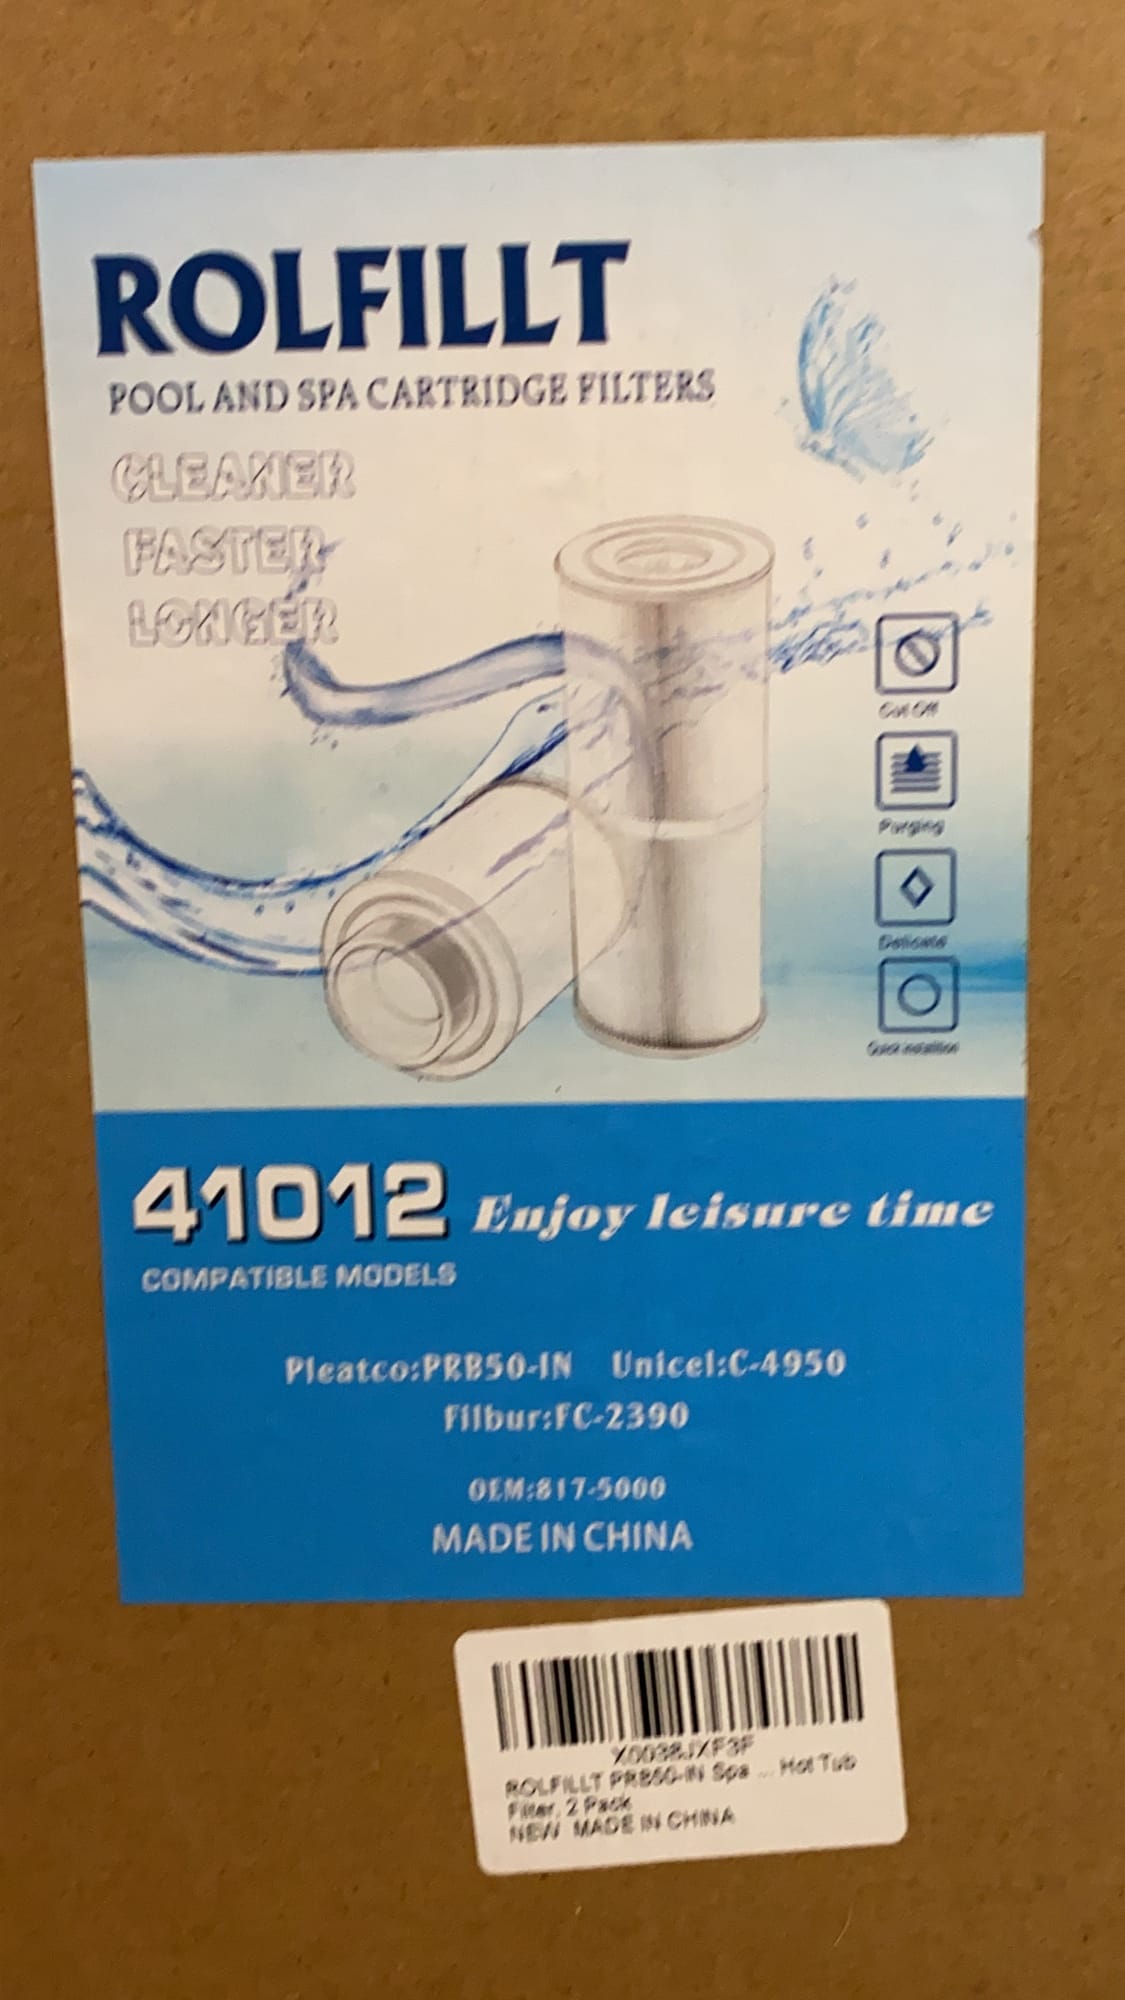 ROLFILLT
POOL AND SPA CARTRIDGE FILTERS
CLEANER
FASTER
LONGER
Cut Off
Purging
Delicate
41012 Enjoy leisure time
COMPATIBLE MODELS
Pleatco:PRB50-IN Unicel:C-4950
Filbur:FC-2390
OEM:817-5000
MADE IN CHINA
X0038JXF3F
ROLFILLT PRB50-IN Spa ... Hot Tub
Filter, 2 Pack
NEW MADE IN CHINA